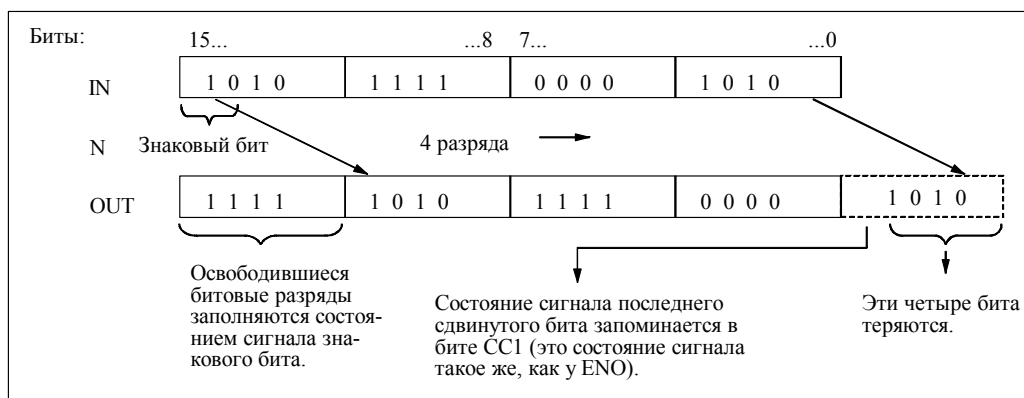 Биты: 15... ...8 7... ...0
IN 1 0 1 0 1 1 1 1 0 0 0 0 1 0 1 0
Знаковый бит
N 4 разряда
OUT 1 1 1 1 1 0 1 0 1 1 1 1 0 0 0 0 1 0 1 0
Освободившиеся
битовые разряды
заполняются состоя-
нием сигнала зна-
кового бита.
Состояние сигнала последнего
сдвинутого бита запоминается в
бите CC1 (это состояние сигнала
такое же, как у ENO).
Эти четыре бита
теряются.